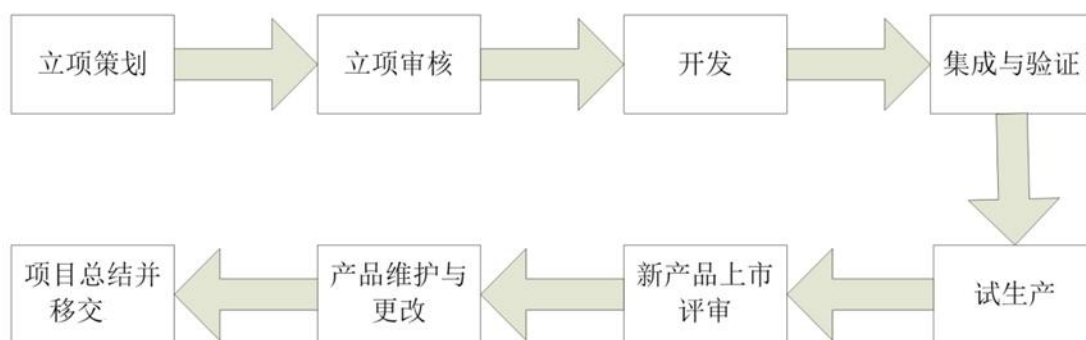 立项策划
立项审核
开发
集成与验证
试生产
新产品上市
评审
产品维护与
更改
项目总结并
移交